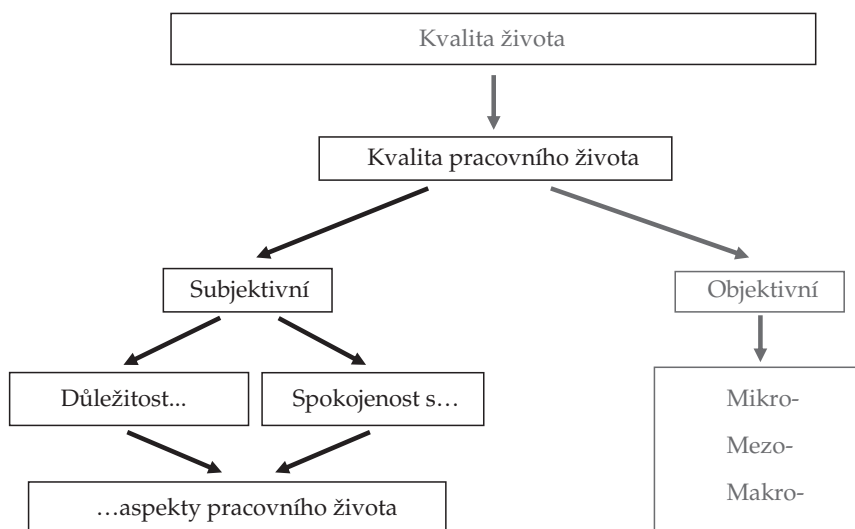 Kvalita života
Kvalita pracovního života
Subjektivní
Objektivní
Důležitost...
Spokojenost s…
Mikro-
Mezo-
Makro-
…aspekty pracovního života